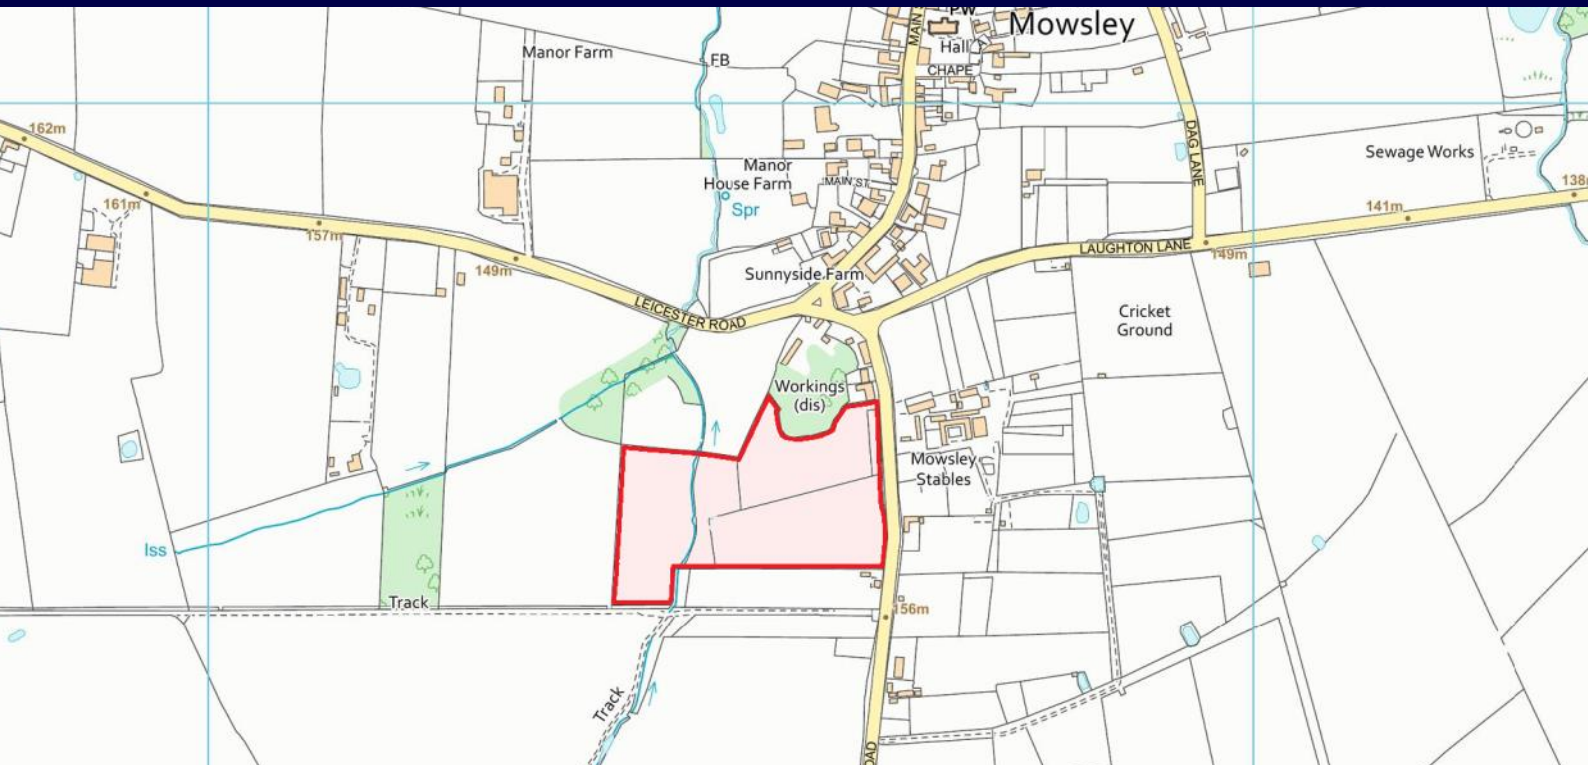 PW
Mowsley
MAIN S
Hall
CHAPE
Manor Farm
FB
162m
161m
157m
149m
Manor
House Farm
MAIN ST
Spr
DAG LANE
Sewage Works
138m
141m
149m
LAUGHTON LANE
Sunnyside Farm
LEICESTER ROAD
Cricket
Ground
Workings
(dis)
Mowsley
Stables
Iss
Track
156m
Track
OAD